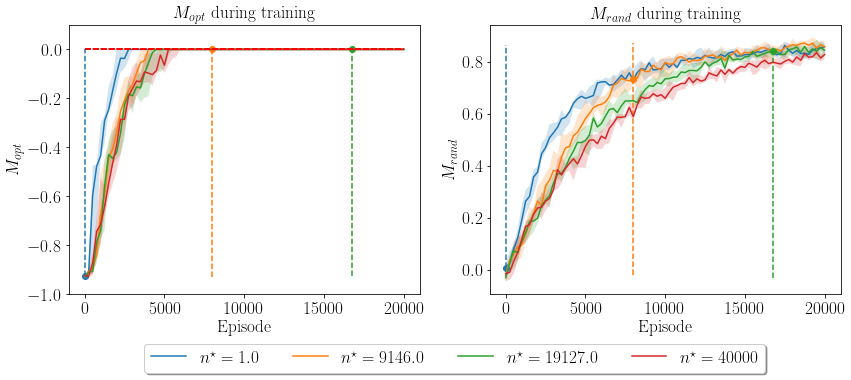 M_opt during training
M_opt
0.0
−0.2
−0.4
−0.6
−0.8
−1.0
0 5000 10000 15000 20000
Episode
M_rand during training
M_rand
0.8
0.6
0.4
0.2
0.0
0 5000 10000 15000 20000
Episode
n⋆ = 1.0 n⋆ = 9146.0 n⋆ = 19127.0 n⋆ = 40000